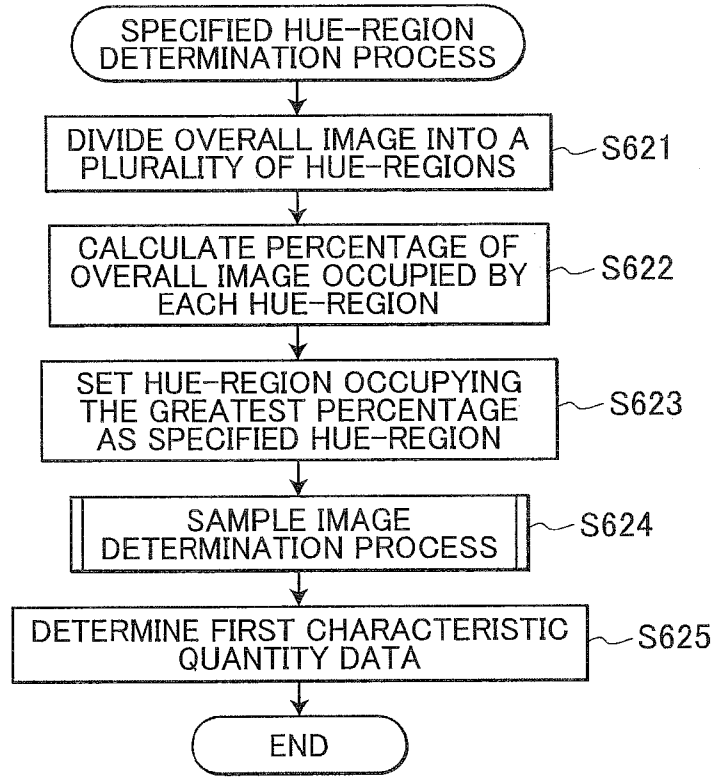 SPECIFIED HUE-REGION
DETERMINATION PROCESS
DIVIDE OVERALL IMAGE INTO A
PLURALITY OF HUE-REGIONS
S621
CALCULATE PERCENTAGE OF
OVERALL IMAGE OCCUPIED BY
EACH HUE-REGION
S622
SET HUE-REGION OCCUPYING
THE GREATEST PERCENTAGE
AS SPECIFIED HUE-REGION
S623
SAMPLE IMAGE
DETERMINATION PROCESS
S624
DETERMINE FIRST CHARACTERISTIC
QUANTITY DATA
S625
END